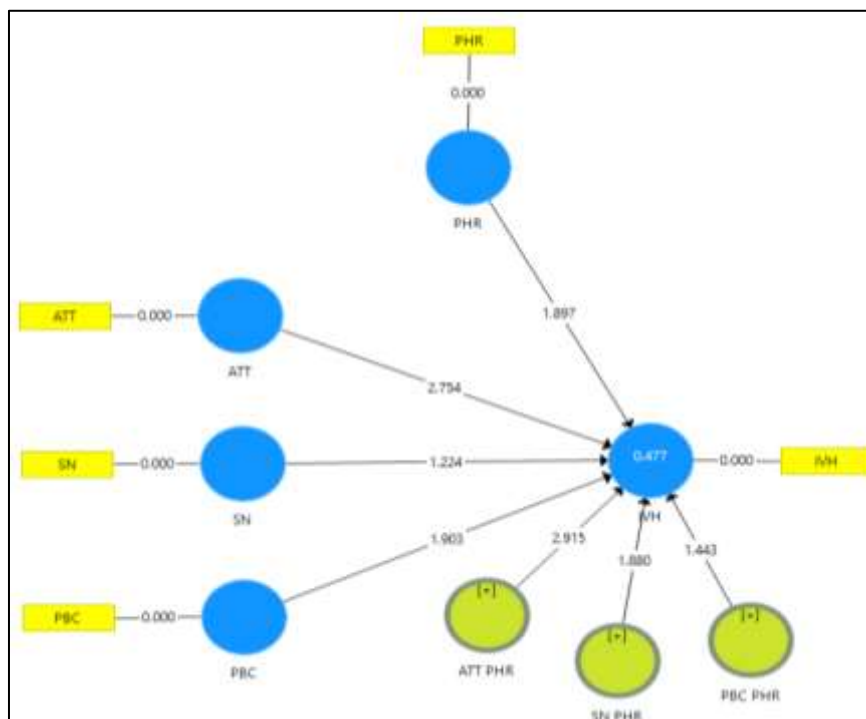 PHR
0.000
PHR
1.897
ATT
0.000
ATT
2.794
SN
0.000
SN
1.224
0.477
IVH
0.000
IVH
PBC
0.000
PBC
1.903
2.915
1.880
1.443
[+]
ATT PHR
[+]
SN PHR
[+]
PBC PHR